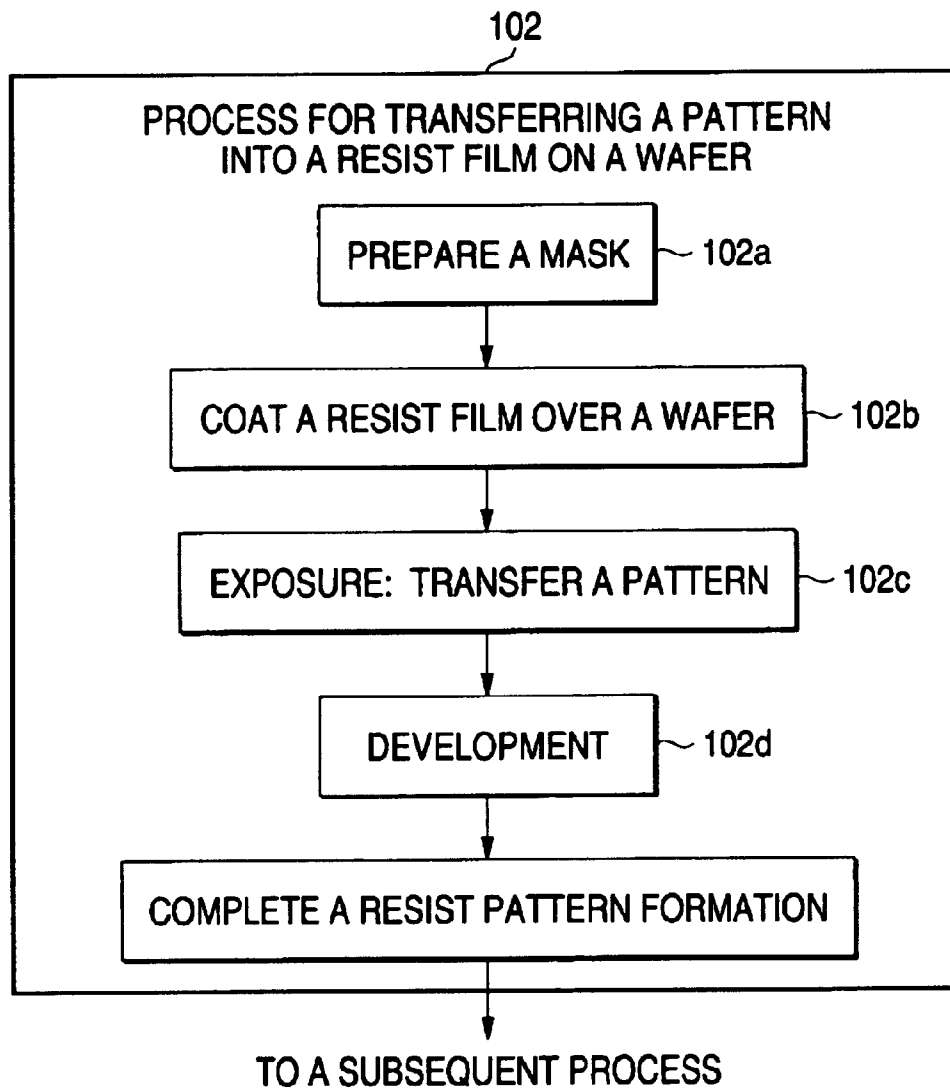 102
PROCESS FOR TRANSFERRING A PATTERN
INTO A RESIST FILM ON A WAFER
PREPARE A MASK
102a
COAT A RESIST FILM OVER A WAFER
102b
EXPOSURE: TRANSFER A PATTERN
102c
DEVELOPMENT
102d
COMPLETE A RESIST PATTERN FORMATION
TO A SUBSEQUENT PROCESS